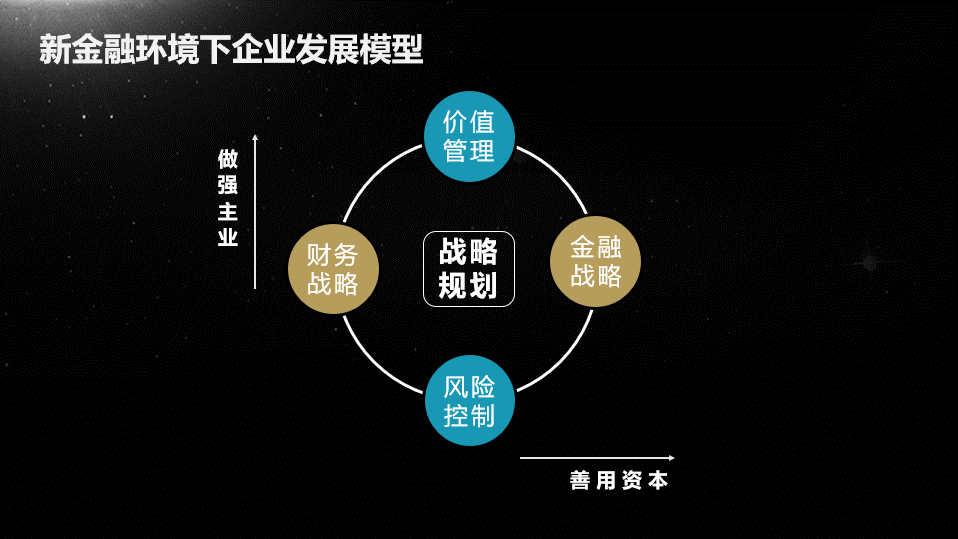 新金融环境下企业发展模型
价值
管理
做
强
主
业
财务
战略
战略
规划
金融
战略
风险
控制
善用资本